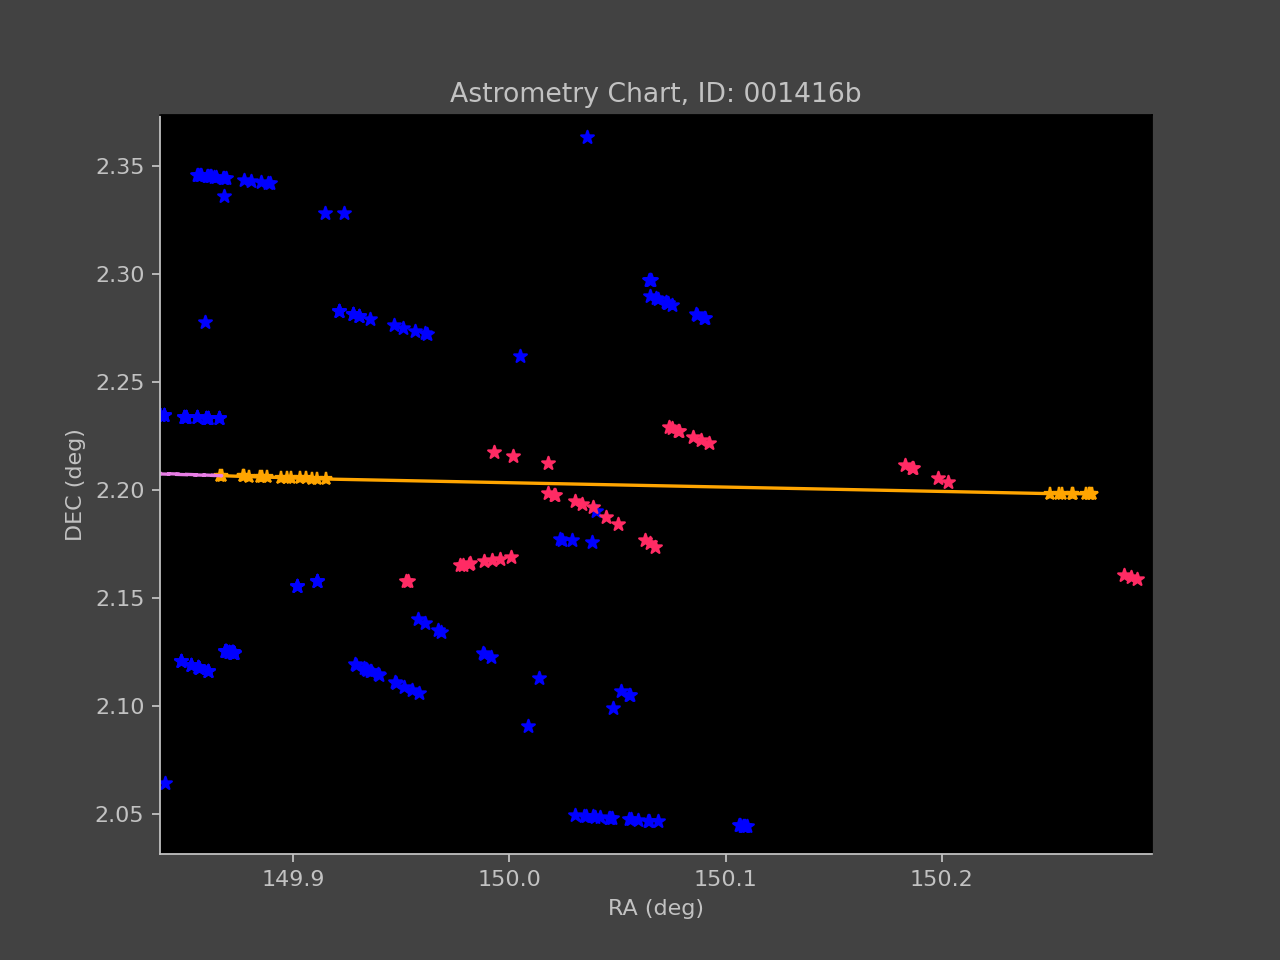 Astrometry Chart, ID: 001416b
2.35
2.30
2.25
2.20
2.15
2.10
2.05
DEC (deg)
149.9 150.0 150.1 150.2
RA (deg)